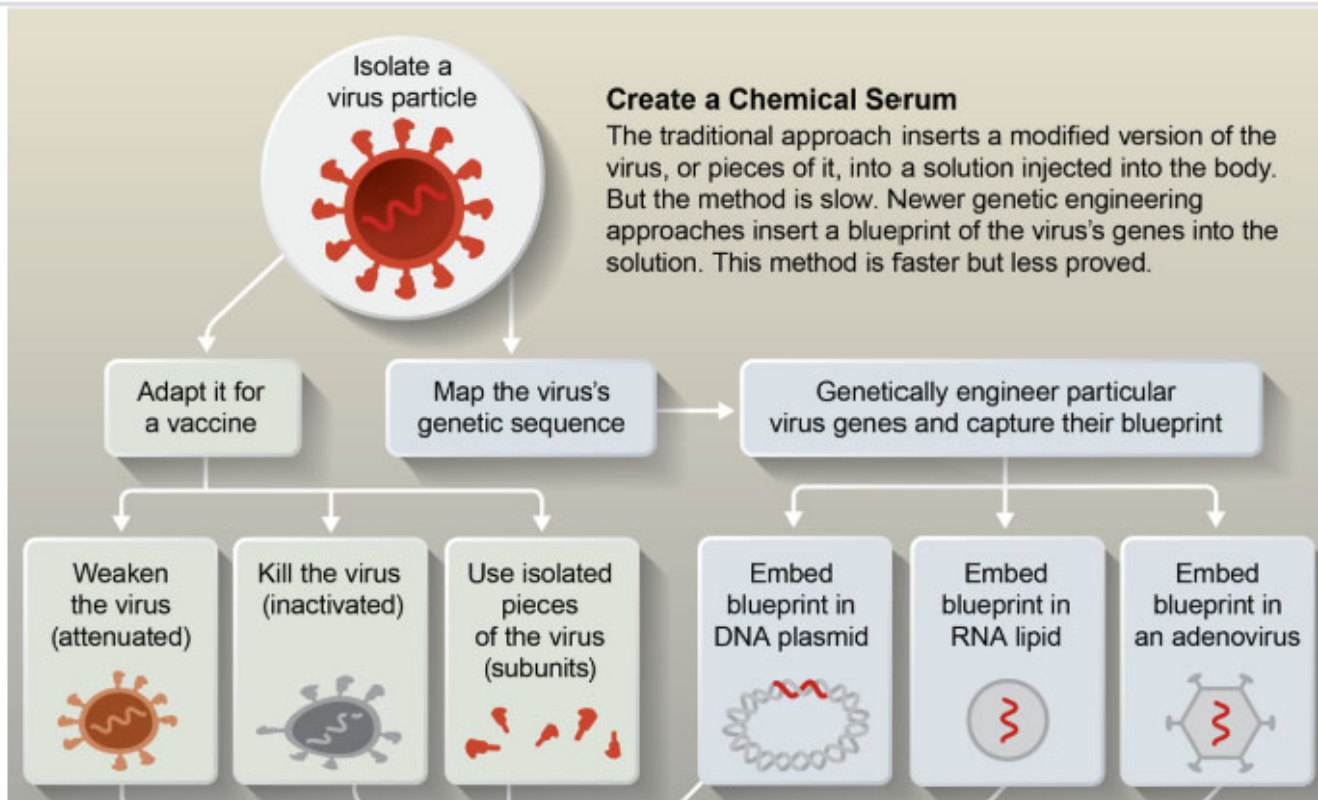 Isolate a
virus particle
Create a Chemical Serum
The traditional approach inserts a modified version of the
virus, or pieces of it, into a solution injected into the body.
But the method is slow. Newer genetic engineering
approaches insert a blueprint of the virus's genes into the
solution. This method is faster but less proved.
Adapt it for
a vaccine
Map the virus's
genetic sequence
Genetically engineer particular
virus genes and capture their blueprint
Weaken
the virus
(attenuated)
Kill the virus
(inactivated)
Use isolated
pieces
of the virus
(subunits)
Embed
blueprint in
DNA plasmid
Embed
blueprint in
RNA lipid
Embed
blueprint in
an adenovirus